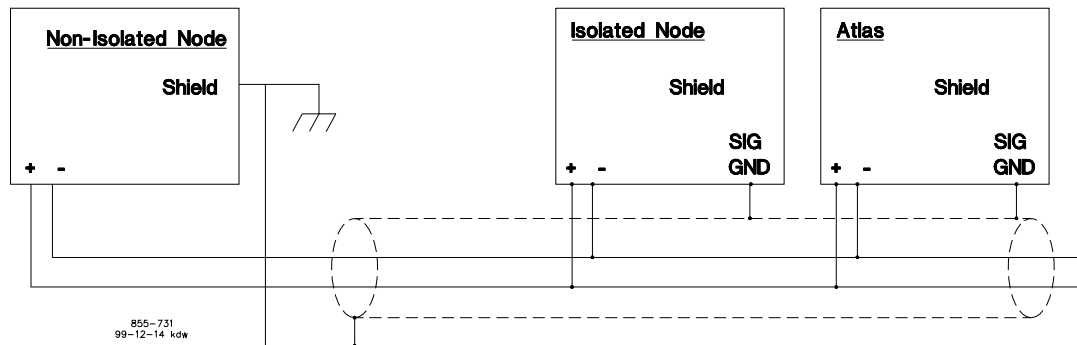 Non-Isolated Node
Shield
+ -
Isolated Node
Shield
SIG
+ - GND
Atlas
Shield
SIG
+ - GND
855-731
99-12-14 kdw